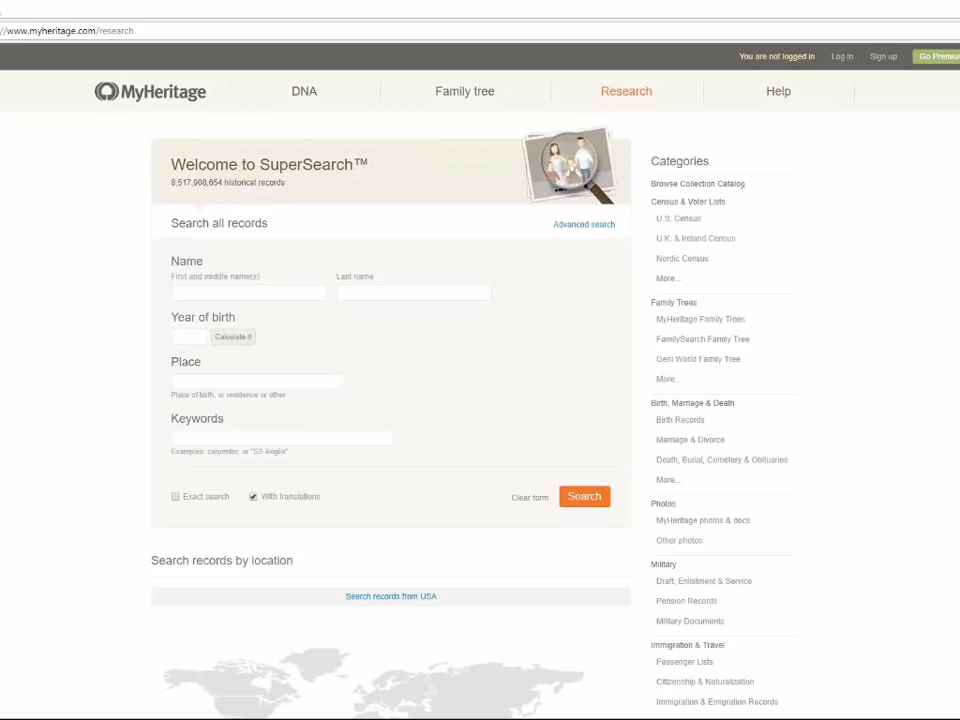 //www.myheritage.com/research
You are not logged in Log in Sign up Go Premium
MyHeritage DNA Family tree Research Help
Welcome to SuperSearch™
8,517,908,654 historical records
Search all records Advanced search
Name
First and middle name(s) Last name
Year of birth
Calculate it
Place
Place of birth, or residence or other
Keywords
Examples: carpenter, or "SS Anglo"
Exact search With translations Clear form Search
Search records by location
Search records from USA
Categories
Browse Collection Catalog
Census & Voter Lists
U.S. Census
U.K. & Ireland Census
Nordic Census
More...
Family Trees
MyHeritage Family Trees
FamilySearch Family Tree
Geni World Family Tree
More...
Birth, Marriage & Death
Birth Records
Marriage & Divorce
Death, Burial, Cemetery & Obituaries
More...
Photos
MyHeritage photos & docs
Other photos
Military
Draft, Enlistment & Service
Pension Records
Military Documents
Immigration & Travel
Passenger Lists
Citizenship & Naturalization
Immigration & Emigration Records